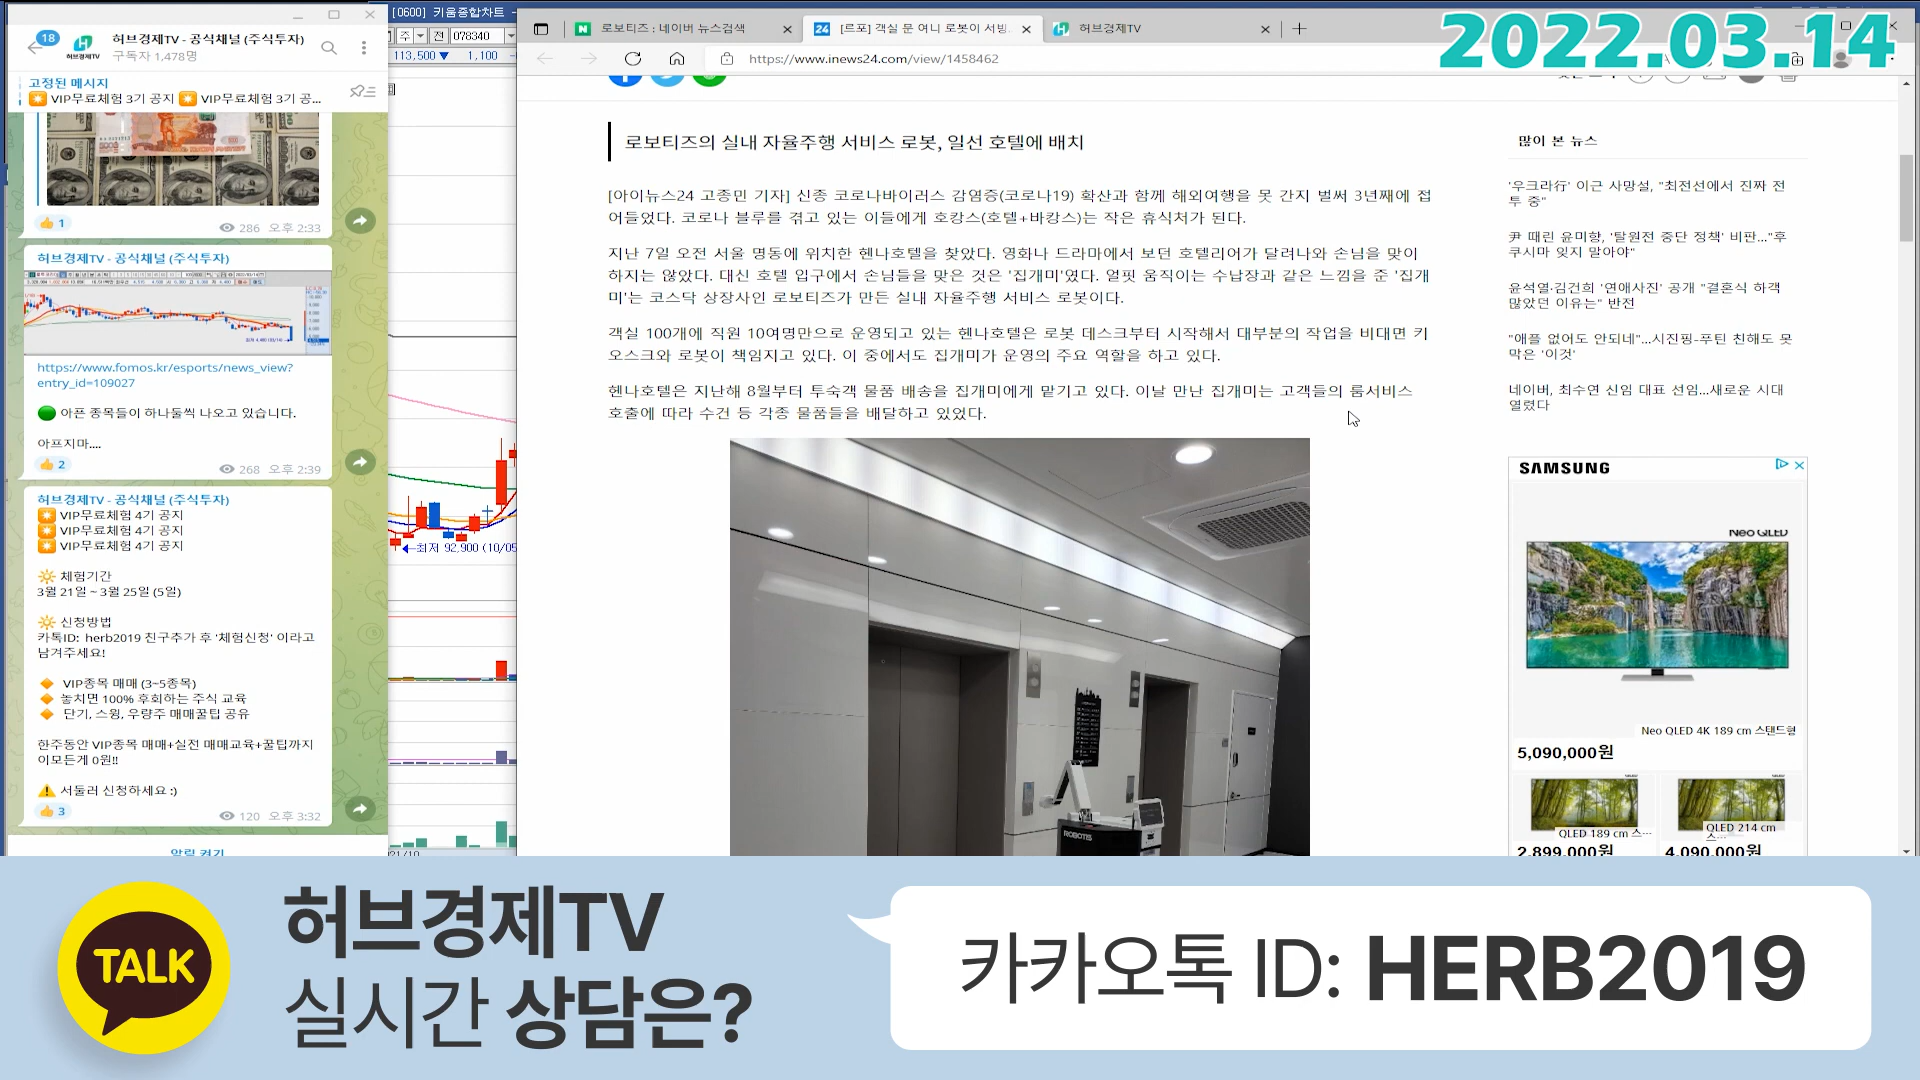 2022.03.14
18
허브경제TV - 공식채널 (주식투자)
구독자 1,478명
고정된 메시지
VIP무료체험 3기 공지 VIP무료체험 3기 공...
1
286 오후 2:33
허브경제TV - 공식채널 (주식투자)
https://www.fomos.kr/esports/news_view?
entry_id=109027
아픈 종목들이 하나둘씩 나오고 있습니다.
아프지마....
2
268 오후 2:39
허브경제TV - 공식채널 (주식투자)
VIP무료체험 4기 공지
VIP무료체험 4기 공지
VIP무료체험 4기 공지
체험기간
3월 21일 ~ 3월 25일 (5일)
신청방법
카톡ID: herb2019 친구추가 후 '체험신청' 이라고
남겨주세요!
VIP종목 매매 (3~5종목)
놓치면 100% 후회하는 주식 교육
단기, 스윙, 우량주 매매꿀팁 공유
한주동안 VIP종목 매매+실전 매매교육+꿀팁까지
이모든게 0원!!
서둘러 신청하세요 :)
3
120 오후 3:32
알림 켜기
[0600] 키움종합차트
주 전 078340
113,500 ▼ 1,100
최저 92,900 (10/05
로보티즈 : 네이버 뉴스검색
[르포] 객실 문 여니 로봇이 서빙
허브경제TV
https://www.inews24.com/view/1458462
로보티즈의 실내 자율주행 서비스 로봇, 일선 호텔에 배치
[아이뉴스24 고종민 기자] 신종 코로나바이러스 감염증(코로나19) 확산과 함께 해외여행을 못 간지 벌써 3년째에 접
어들었다. 코로나 블루를 겪고 있는 이들에게 호캉스(호텔+바캉스)는 작은 휴식처가 된다.
지난 7일 오전 서울 명동에 위치한 헨나호텔을 찾았다. 영화나 드라마에서 보던 호텔리어가 달려나와 손님을 맞이
하지는 않았다. 대신 호텔 입구에서 손님들을 맞은 것은 '집개미'였다. 얼핏 움직이는 수납장과 같은 느낌을 준 '집개
미'는 코스닥 상장사인 로보티즈가 만든 실내 자율주행 서비스 로봇이다.
객실 100개에 직원 10여명만으로 운영되고 있는 헨나호텔은 로봇 데스크부터 시작해서 대부분의 작업을 비대면 키
오스크와 로봇이 책임지고 있다. 이 중에서도 집개미가 운영의 주요 역할을 하고 있다.
헨나호텔은 지난해 8월부터 투숙객 물품 배송을 집개미에게 맡기고 있다. 이날 만난 집개미는 고객들의 룸서비스
호출에 따라 수건 등 각종 물품들을 배달하고 있었다.
ROBOTIS
많이 본 뉴스
'우크라行' 이근 사망설, "최전선에서 진짜 전
투 중"
尹 때린 윤미향, '탈원전 중단 정책' 비판..."후
쿠시마 잊지 말아야"
윤석열·김건희 '연애사진' 공개 "결혼식 하객
많았던 이유는" 반전
"애플 없어도 안되네"...시진핑-푸틴 친해도 못
막은 '이것'
네이버, 최수연 신임 대표 선임...새로운 시대
열렸다
SAMSUNG
Neo QLED
Neo QLED 4K 189 cm 스탠드형
5,090,000원
QLED 189 cm 스...
QLED 214 cm
스...
2,899,000원
4,090,000원
TALK
허브경제TV
실시간 상담은?
카카오톡 ID: HERB2019